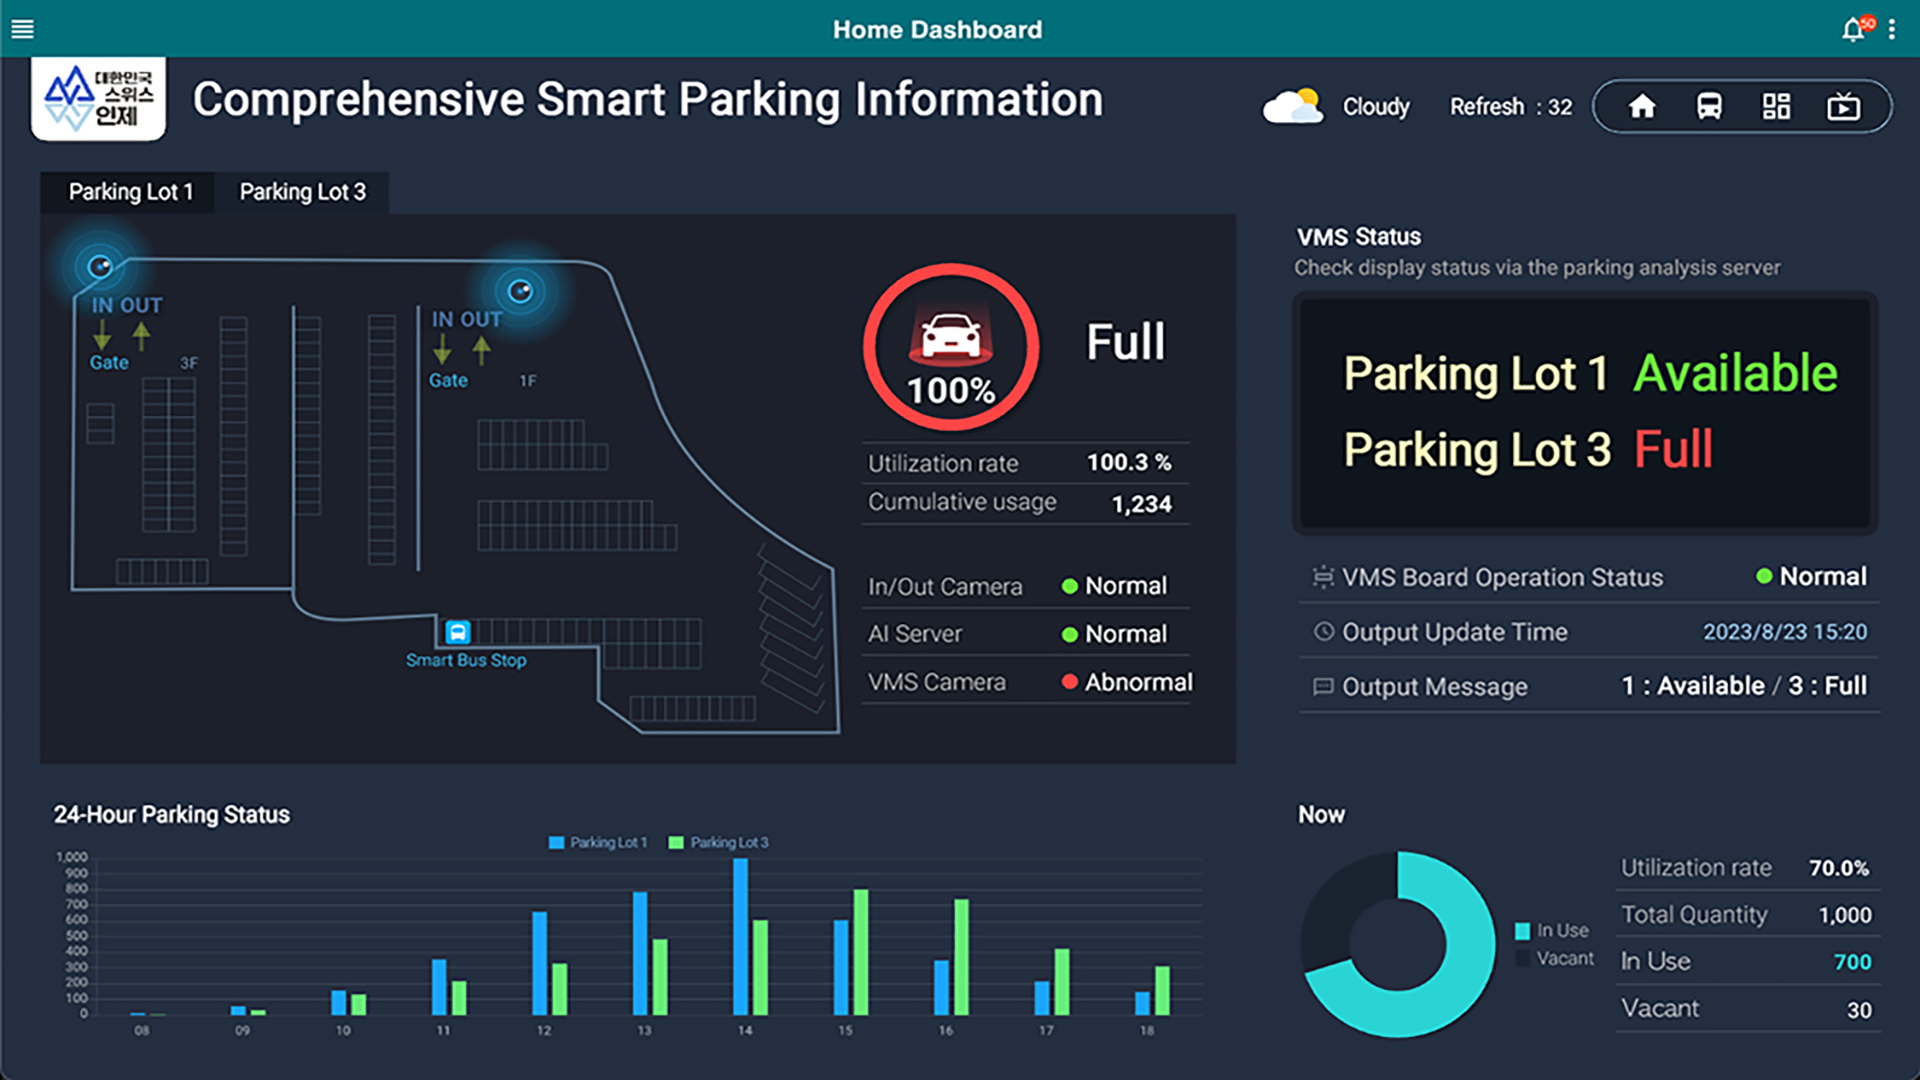 Home Dashboard
50
대한민국
스위스
인제
Comprehensive Smart Parking Information
Cloudy
Refresh : 32
Parking Lot 1
Parking Lot 3
IN OUT
Gate
3F
IN OUT
Gate
1F
Smart Bus Stop
100%
Full
Utilization rate 100.3 %
Cumulative usage 1,234
In/Out Camera Normal
AI Server Normal
VMS Camera Abnormal
VMS Status
Check display status via the parking analysis server
Parking Lot 1 Available
Parking Lot 3 Full
VMS Board Operation Status Normal
Output Update Time 2023/8/23 15:20
Output Message 1 : Available / 3 : Full
24-Hour Parking Status
Parking Lot 1 Parking Lot 3
1,000
900
800
700
600
500
400
300
200
100
0
08 09 10 11 12 13 14 15 16 17 18
Now
In Use
Vacant
Utilization rate 70.0%
Total Quantity 1,000
In Use 700
Vacant 30